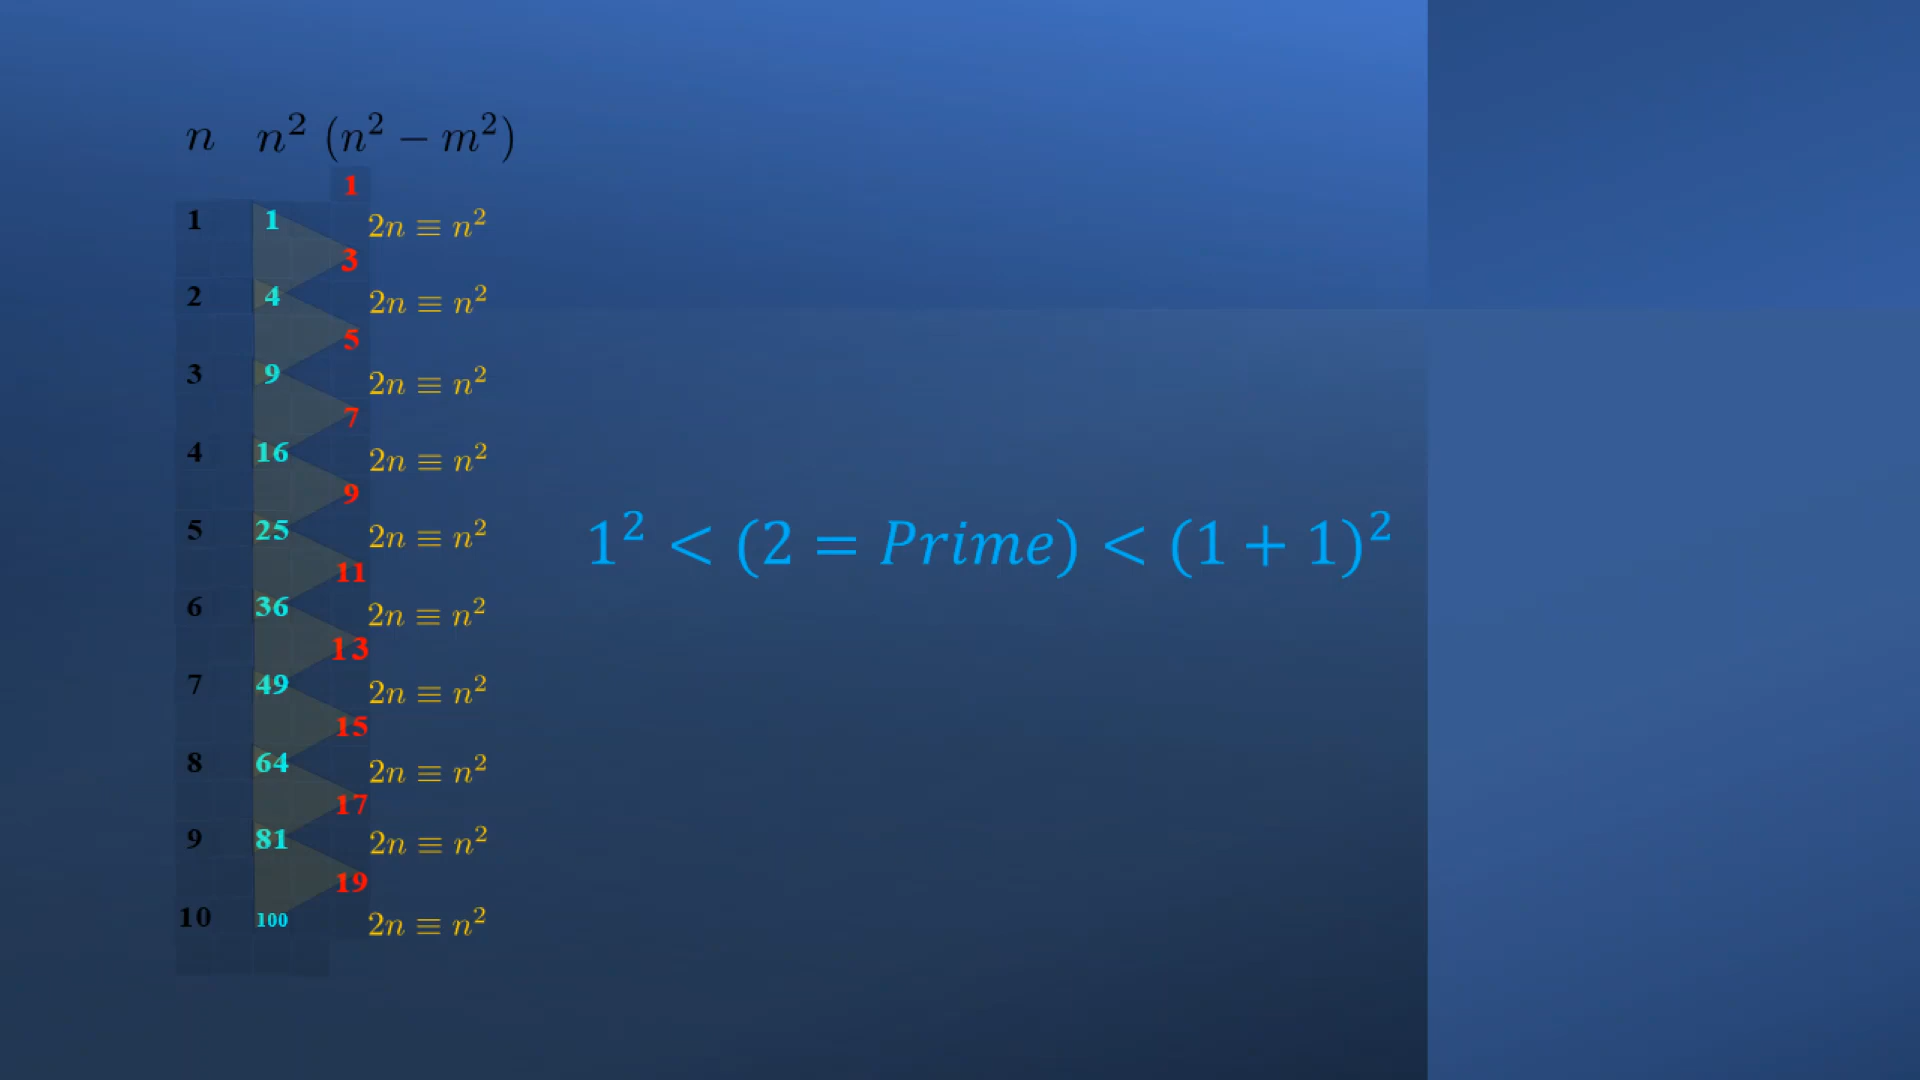 n n² (n² − m²)
1
1 1 2n ≡ n²
3
2 4 2n ≡ n²
5
3 9 2n ≡ n²
7
4 16 2n ≡ n²
9
5 25 2n ≡ n²
1² < (2 = Prime) < (1 + 1)²
11
6 36 2n ≡ n²
13
7 49 2n ≡ n²
15
8 64 2n ≡ n²
17
9 81 2n ≡ n²
19
10 100 2n ≡ n²